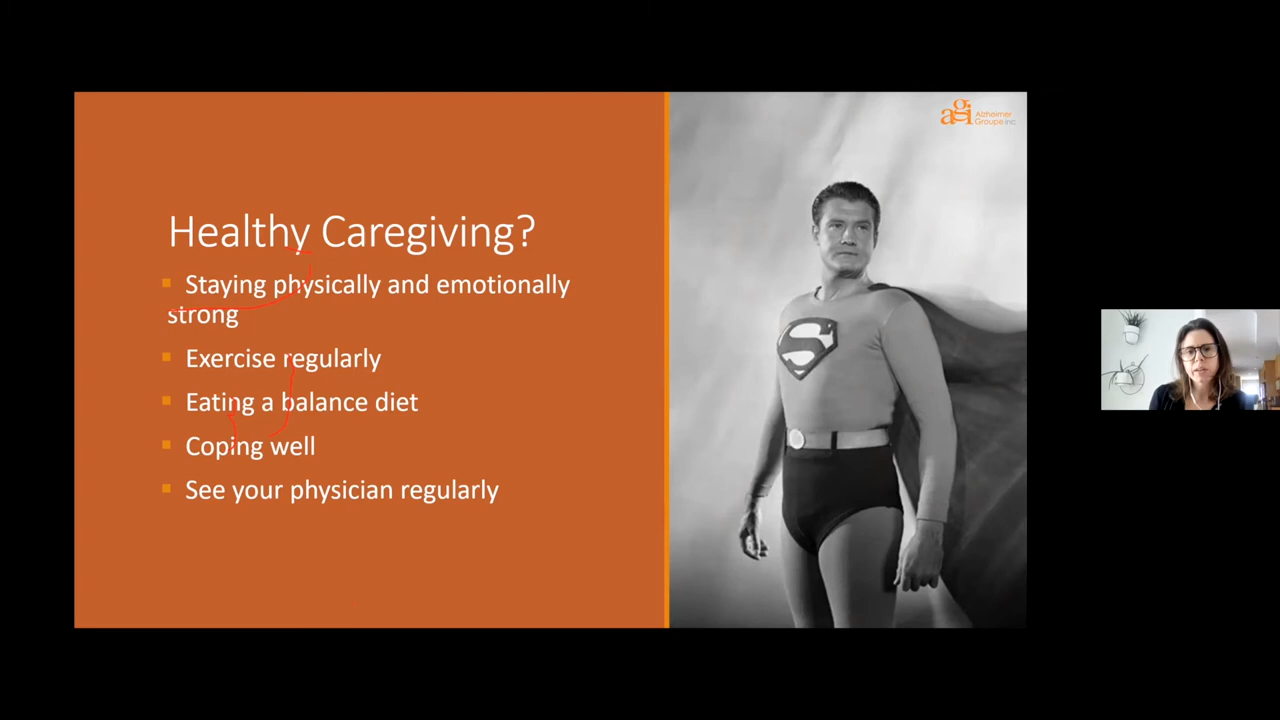 agi Alzheimer
Groupe inc
Healthy Caregiving?
Staying physically and emotionally
strong
Exercise regularly
Eating a balance diet
Coping well
See your physician regularly
S